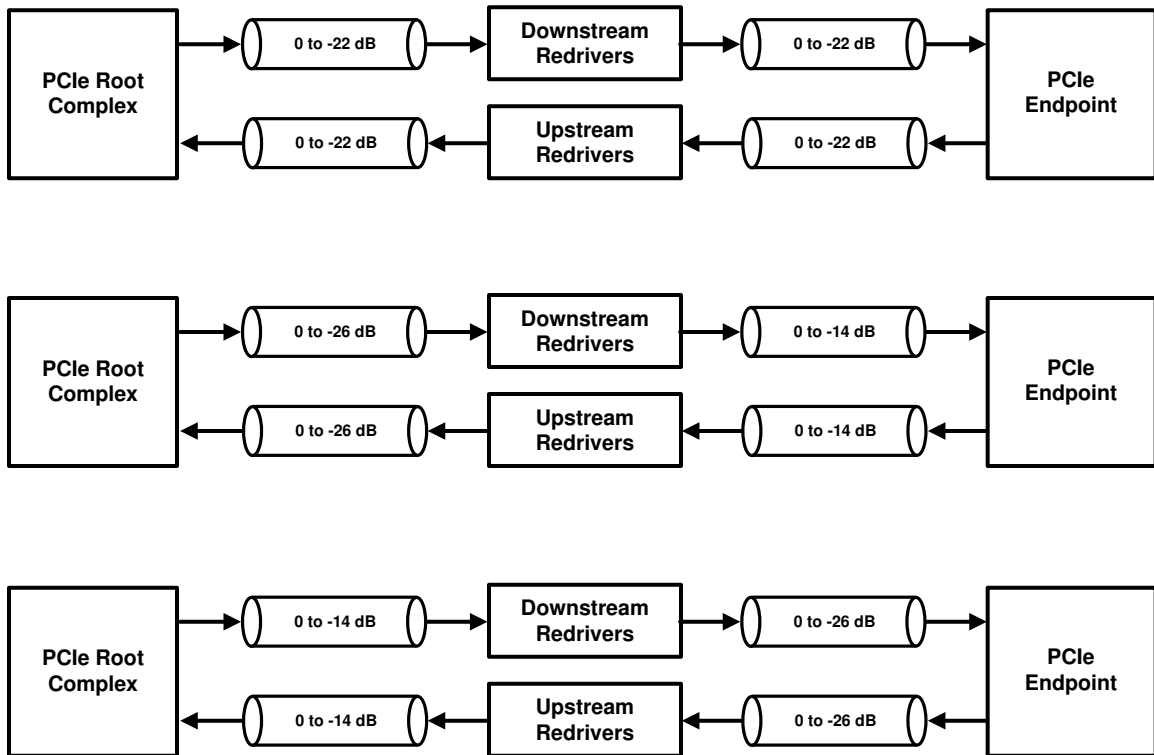 PCIe Root
Complex
0 to -22 dB
Downstream
Redrivers
0 to -22 dB
PCIe
Endpoint
0 to -22 dB
Upstream
Redrivers
0 to -22 dB
PCIe Root
Complex
0 to -26 dB
Downstream
Redrivers
0 to -14 dB
PCIe
Endpoint
0 to -26 dB
Upstream
Redrivers
0 to -14 dB
PCIe Root
Complex
0 to -14 dB
Downstream
Redrivers
0 to -26 dB
PCIe
Endpoint
0 to -14 dB
Upstream
Redrivers
0 to -26 dB